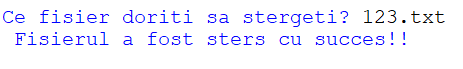 Ce fisier doriti sa stergeti? 123.txt
Fisierul a fost sters cu succes!!